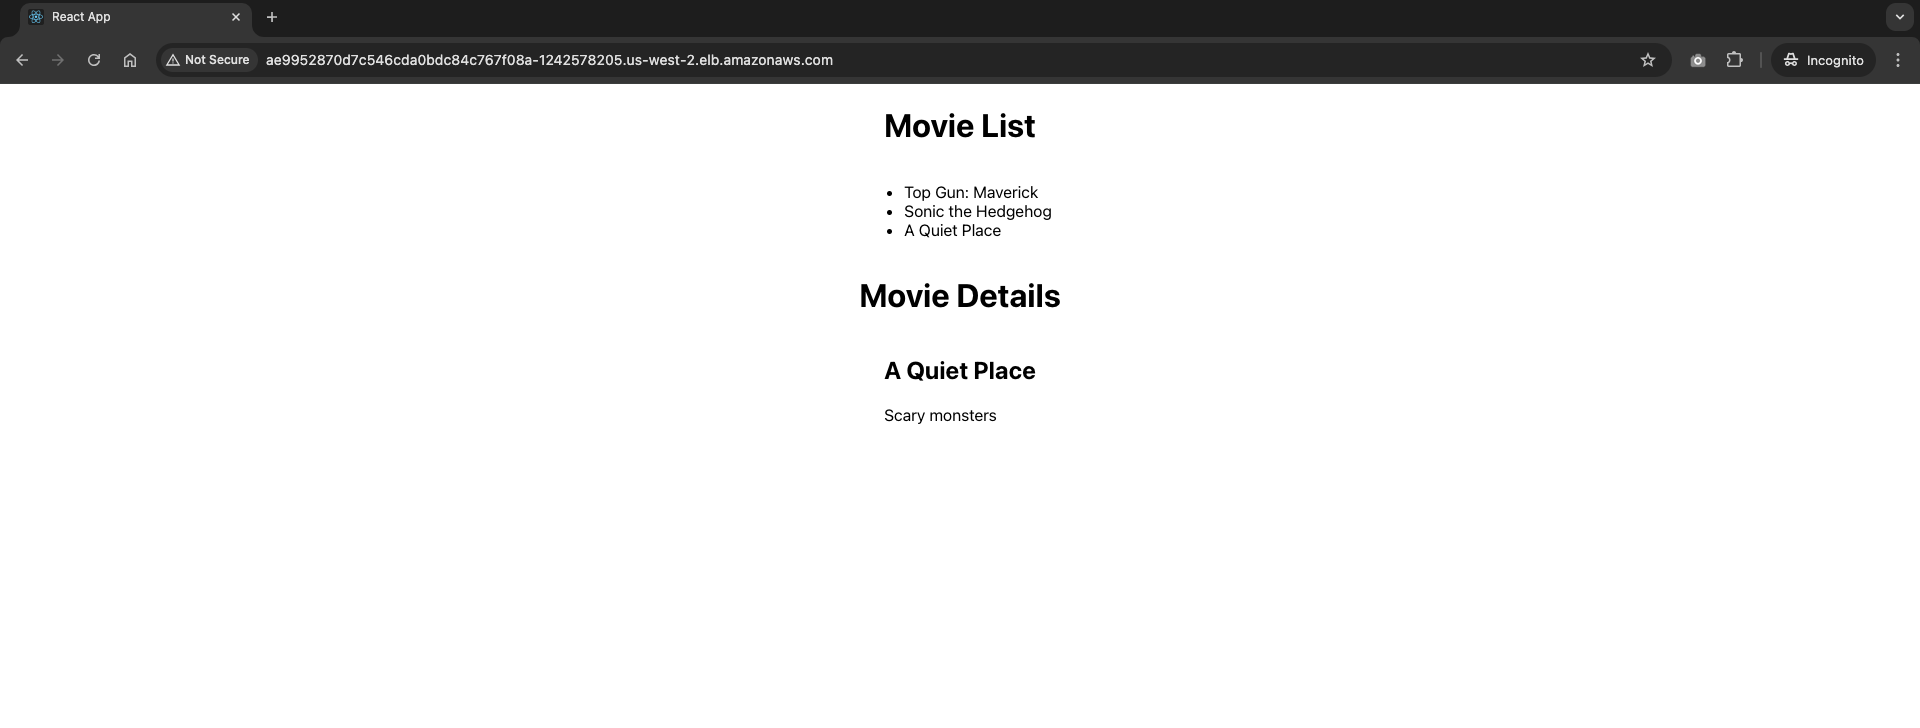 React App
Not Secure ae9952870d7c546cda0bdc84c767f08a-1242578205.us-west-2.elb.amazonaws.com Incognito
Movie List
Top Gun: Maverick
Sonic the Hedgehog
A Quiet Place
Movie Details
A Quiet Place
Scary monsters